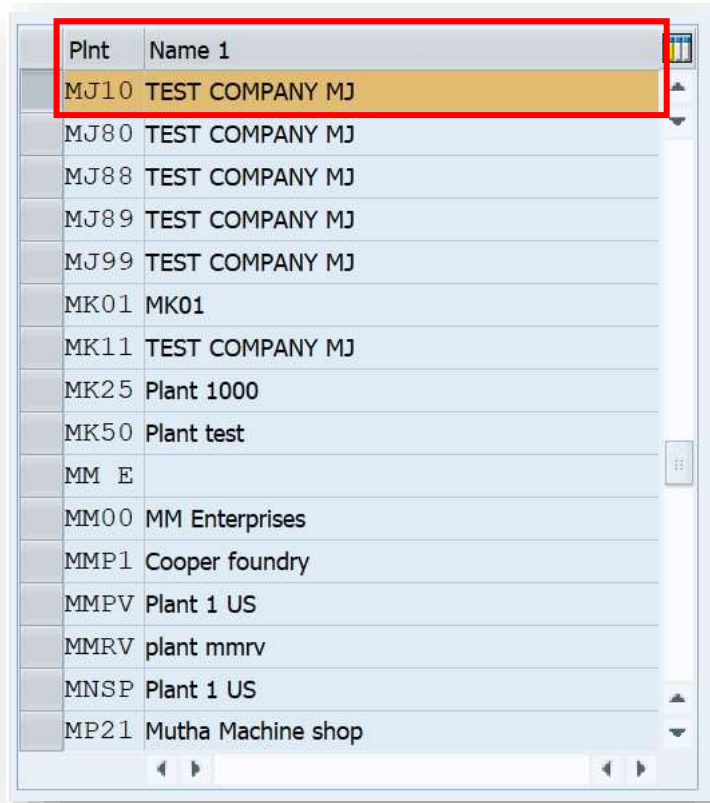 Plnt Name 1
MJ10 TEST COMPANY MJ
MJ80 TEST COMPANY MJ
MJ88 TEST COMPANY MJ
MJ89 TEST COMPANY MJ
MJ99 TEST COMPANY MJ
MK01 MK01
MK11 TEST COMPANY MJ
MK25 Plant 1000
MK50 Plant test
MM E
MM00 MM Enterprises
MMP1 Cooper foundry
MMPV Plant 1 US
MMRV plant mmrv
MNSP Plant 1 US
MP21 Mutha Machine shop